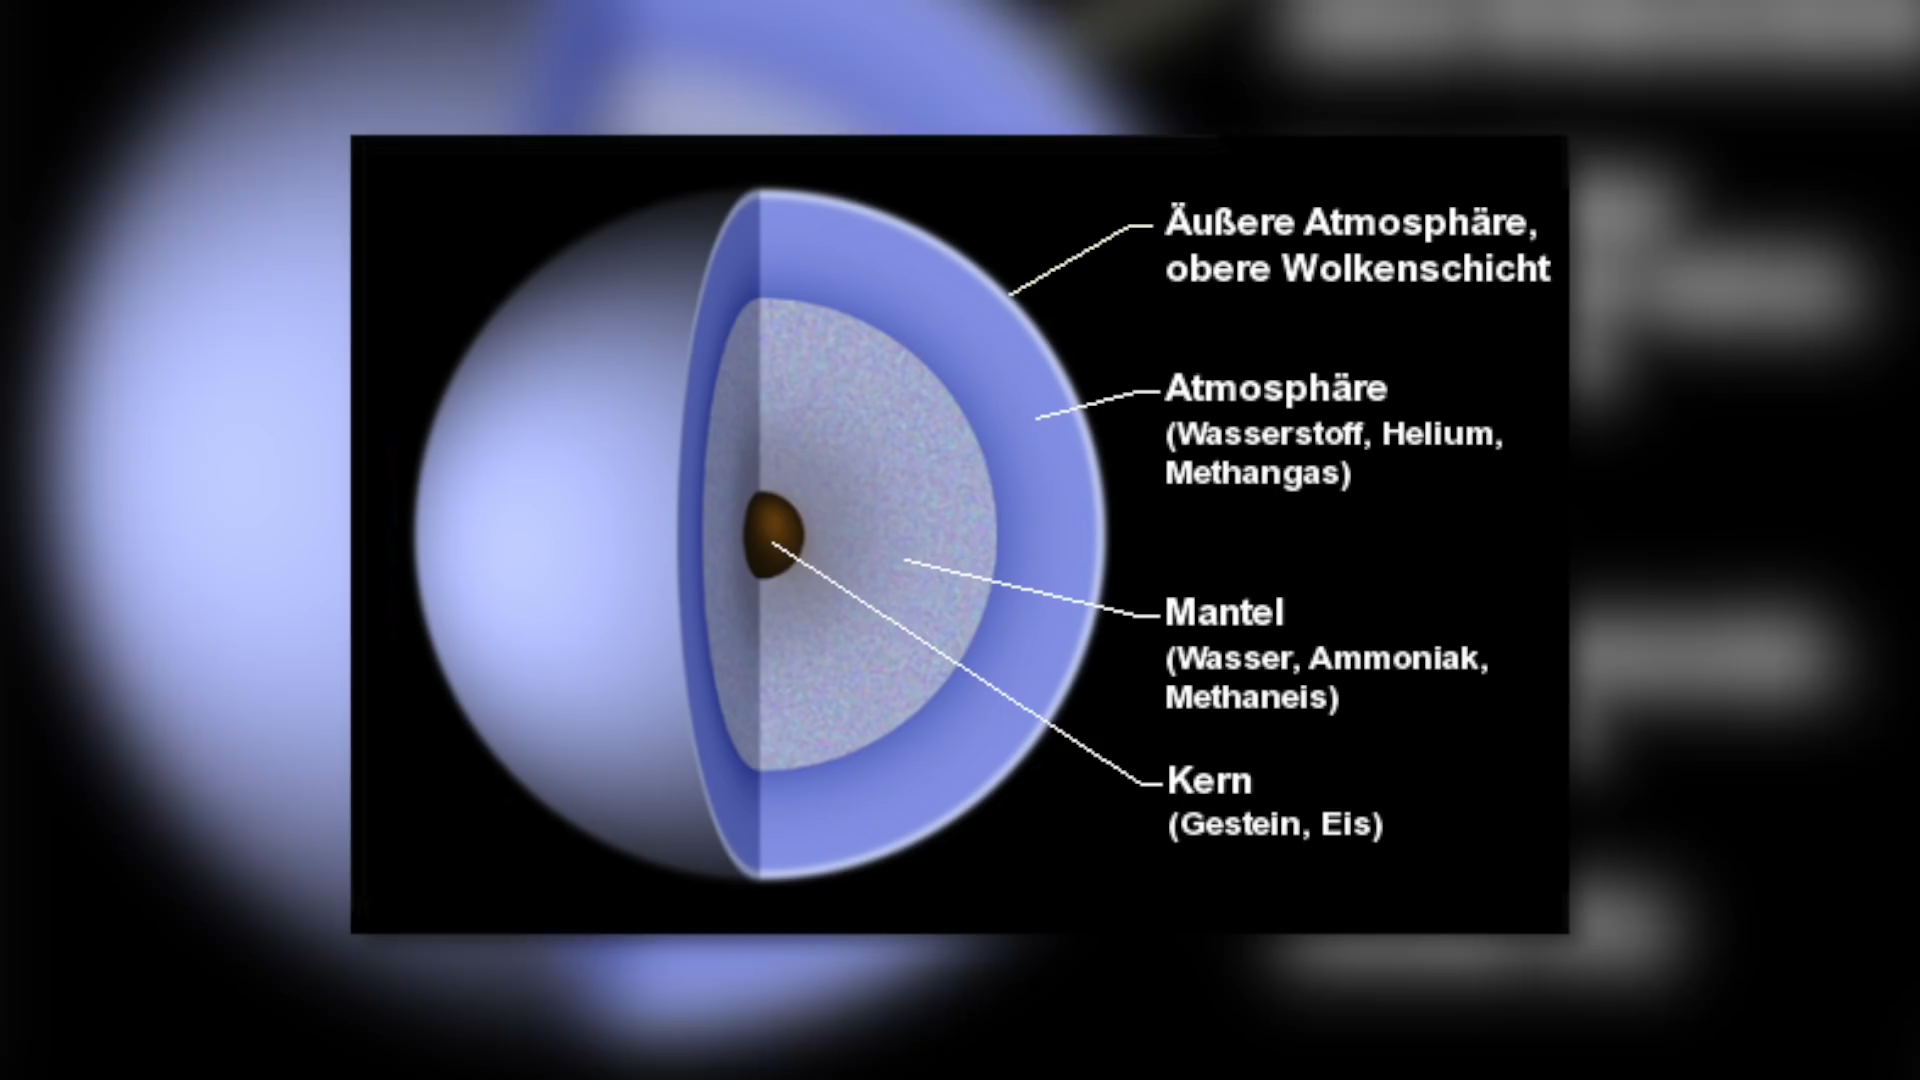 Äußere Atmosphäre,
obere Wolkenschicht
Atmosphäre
(Wasserstoff, Helium,
Methangas)
Mantel
(Wasser, Ammoniak,
Methaneis)
Kern
(Gestein, Eis)